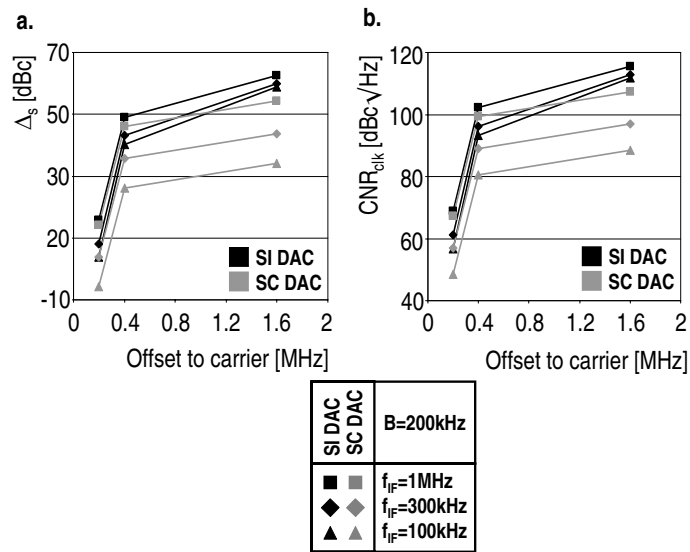 a.
Δs [dBc]
70
50
30
20
-10
SI DAC
SC DAC
0 0.4 0.8 1.2 1.6 2
Offset to carrier [MHz]
b.
CNRclk [dBc√Hz]
120
100
80
60
40
SI DAC
SC DAC
0 0.4 0.8 1.2 1.6 2
Offset to carrier [MHz]
SI DAC
SC DAC
B=200kHz
fIF=1MHz
fIF=300kHz
fIF=100kHz